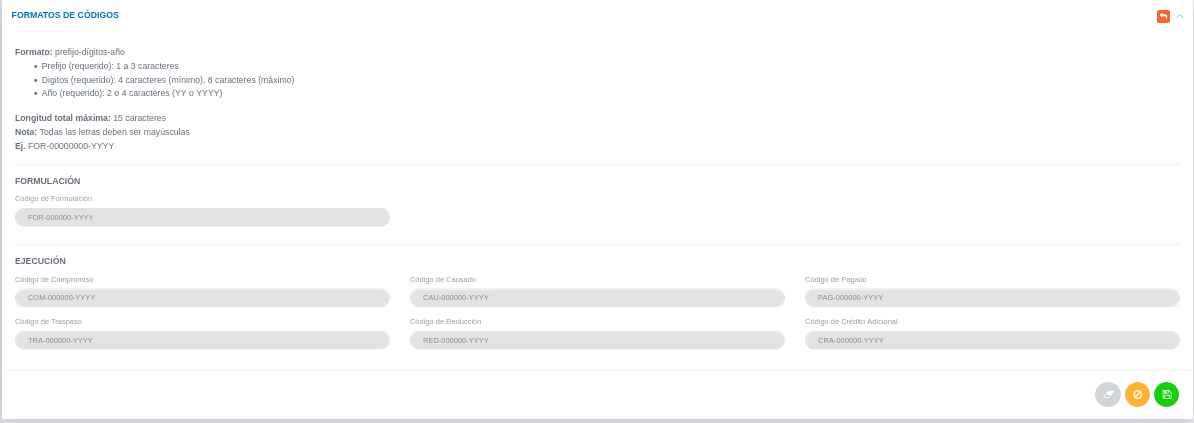 FORMATOS DE CÓDIGOS
Formato: prefijo-dígitos-año
• Prefijo (requerido): 1 a 3 caracteres
• Digitos (requerido): 4 caracteres (mínimo), 8 caracteres (máximo)
• Año (requerido): 2 o 4 caracteres (YY o YYYY)
Longitud total máxima: 15 caracteres
Nota: Todas las letras deben ser mayúsculas
Ej. FOR-00000000-YYYY
FORMULACIÓN
Código de Formulación
FOR-000000-YYYY
EJECUCIÓN
Código de Compromiso Código de Causado Código de Pagado
COM-000000-YYYY CAU-000000-YYYY PAG-000000-YYYY
Código de Traspaso Código de Reducción Código de Crédito Adicional
TRA-000000-YYYY RED-000000-YYYY CRA-000000-YYYY